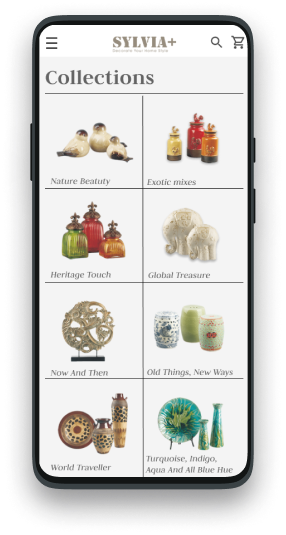 SYLVIA+
Collections
Nature Beatuty
Exotic mixes
Heritage Touch
Global Treasure
Now And Then
Old Things, New Ways
World Traveller
Turquoise, Indigo,
Aqua And All Blue Hue